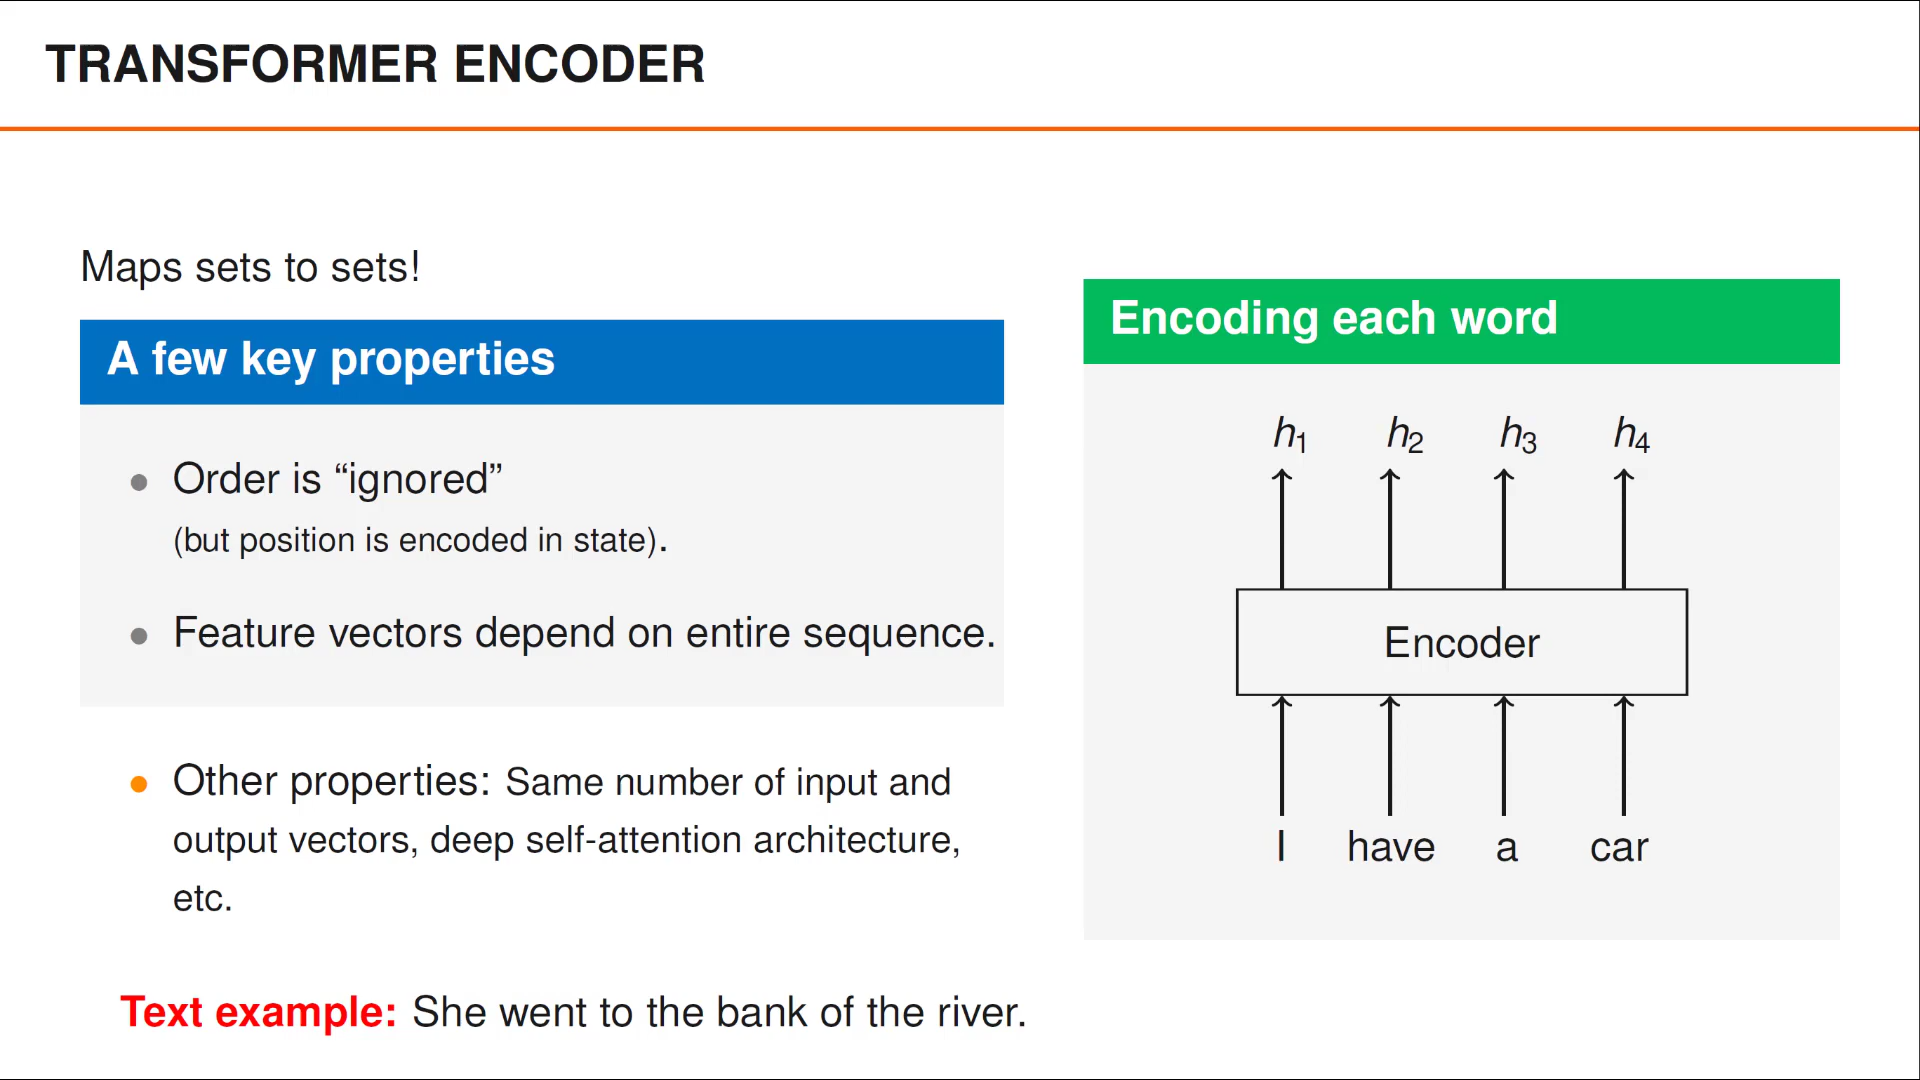 TRANSFORMER ENCODER
Maps sets to sets!
A few key properties
Order is “ignored”
(but position is encoded in state).
Feature vectors depend on entire sequence.
Other properties: Same number of input and
output vectors, deep self-attention architecture,
etc.
Text example: She went to the bank of the river.
Encoding each word
h1 h2 h3 h4
Encoder
I have a car